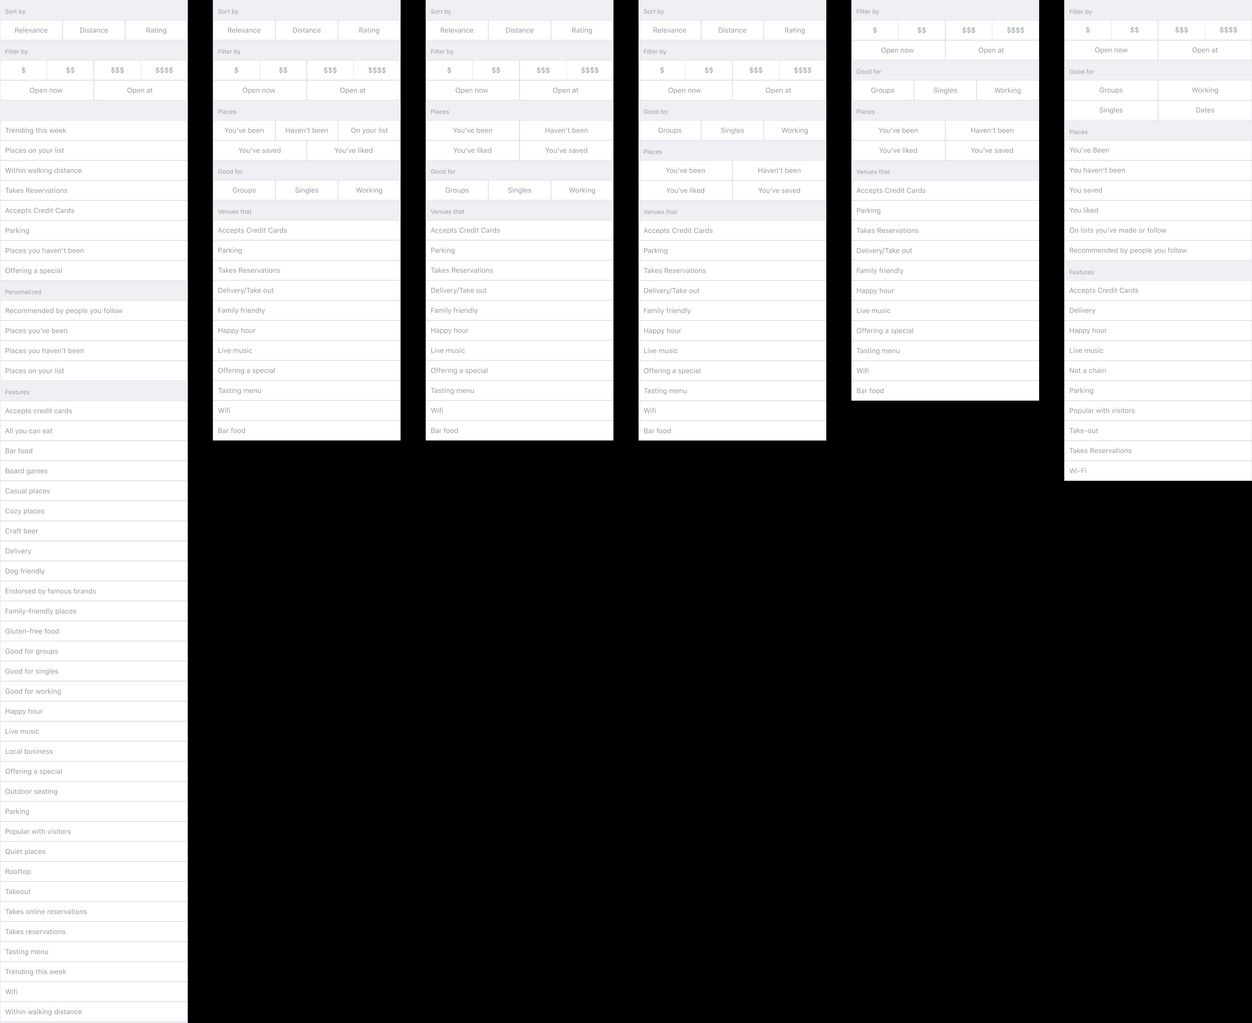 Sort by
Relevance Distance Rating
Filter by
$ $$ $$$ $$$$
Open now Open at
Trending this week
Places on your list
Within walking distance
Takes Reservations
Accepts Credit Cards
Parking
Places you haven't been
Offering a special
Personalized
Recommended by people you follow
Places you've been
Places you haven't been
Places on your list
Features
Accepts credit cards
All you can eat
Bar food
Board games
Casual places
Cozy places
Craft beer
Delivery
Dog friendly
Endorsed by famous brands
Family-friendly places
Gluten-free food
Good for groups
Good for singles
Good for working
Happy hour
Live music
Local business
Offering a special
Outdoor seating
Parking
Popular with visitors
Quiet places
Rooftop
Takeout
Takes online reservations
Takes reservations
Tasting menu
Trending this week
Wifi
Within walking distance
Sort by
Relevance Distance Rating
Filter by
$ $$ $$$ $$$$
Open now Open at
Places
You've been Haven't been On your list
You've saved You've liked
Good for
Groups Singles Working
Venues that
Accepts Credit Cards
Parking
Takes Reservations
Delivery/Take out
Family friendly
Happy hour
Live music
Offering a special
Tasting menu
Wifi
Bar food
Sort by
Relevance Distance Rating
Filter by
$ $$ $$$ $$$$
Open now Open at
Places
You've been Haven't been
You've liked You've saved
Good for
Groups Singles Working
Venues that
Accepts Credit Cards
Parking
Takes Reservations
Delivery/Take out
Family friendly
Happy hour
Live music
Offering a special
Tasting menu
Wifi
Bar food
Sort by
Relevance Distance Rating
Filter by
$ $$ $$$ $$$$
Open now Open at
Good for
Groups Singles Working
Places
You've been Haven't been
You've liked You've saved
Venues that
Accepts Credit Cards
Parking
Takes Reservations
Delivery/Take out
Family friendly
Happy hour
Live music
Offering a special
Tasting menu
Wifi
Bar food
Filter by
$ $$ $$$ $$$$
Open now Open at
Good for
Groups Singles Working
Places
You've been Haven't been
You've liked You've saved
Venues that
Accepts Credit Cards
Parking
Takes Reservations
Delivery/Take out
Family friendly
Happy hour
Live music
Offering a special
Tasting menu
Wifi
Bar food
Filter by
$ $$ $$$ $$$$
Open now Open at
Good for
Groups Working
Singles Dates
Places
You've Been
You haven't been
You saved
You liked
On lists you've made or follow
Recommended by people you follow
Features
Accepts Credit Cards
Delivery
Happy hour
Live music
Not a chain
Parking
Popular with visitors
Take-out
Takes Reservations
Wi-Fi